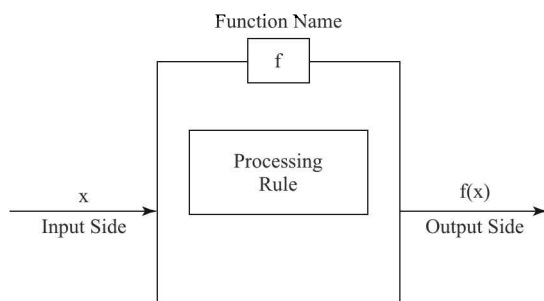 Function Name
f
Processing
Rule
x
Input Side
f(x)
Output Side